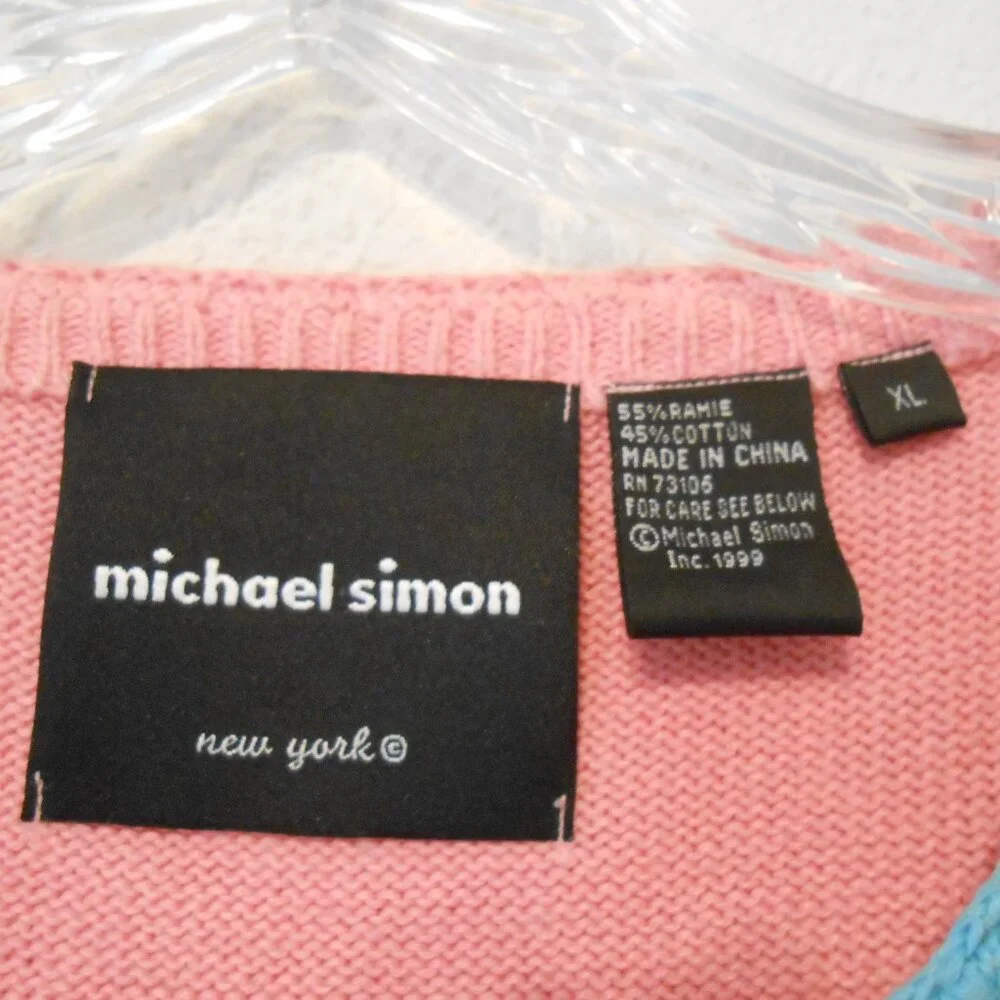 michael simon
new york©
55%RAMIE
45%COTTON
MADE IN CHINA
RN 73106
FOR CARE SEE BELOW
©Michael Simon
Inc. 1999
XL